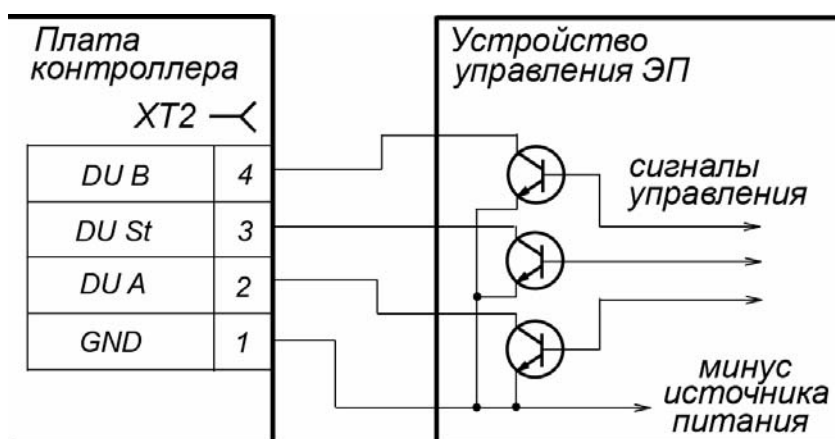 Плата
контроллера
XT2
DU B 4
DU St 3
DU A 2
GND 1
Устройство
управления ЭП
сигналы
управления
минус
источника
питания